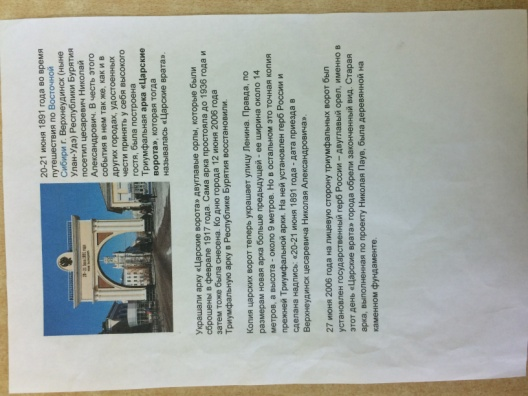 20-21 июня 1891 года во время
путешествия по Восточной
Сибири г. Верхнеудинск (ныне
Улан-Удэ) Республики Бурятия
посетил цесаревич Николай
Александрович. В честь этого
события в нем так же, как и в
других городах, удостоенных
чести принять у себя высокого
гостя, была построена
Триумфальная арка «Царские
ворота», которая тогда
называлась «Царские врата».
Украшали арку «Царские ворота» двуглавые орлы, которые были
сброшены в феврале 1917 года. Сама арка простояла до 1936 года и
затем тоже была снесена. Ко дню города 12 июня 2006 года
Триумфальную арку в Республике Бурятия восстановили.
Копия царских ворот теперь украшает улицу Ленина. Правда, по
размерам новая арка больше предыдущей - ее ширина около 14
метров, а высота - около 9 метров. Но в остальном это точная копия
прежней Триумфальной арки. На ней установлен герб России и
сделана надпись: «20-21 июня 1891 года - дата приезда в
Верхнеудинск цесаревича Николая Александровича».
27 июня 2006 года на лицевую сторону триумфальных ворот был
установлен государственный герб России – двуглавый орел, именно в
этот день «Царские врата» города обрели законченный вид. Старая
арка, выполненная по проекту Николая Паув, была деревянной на
каменном фундаменте.